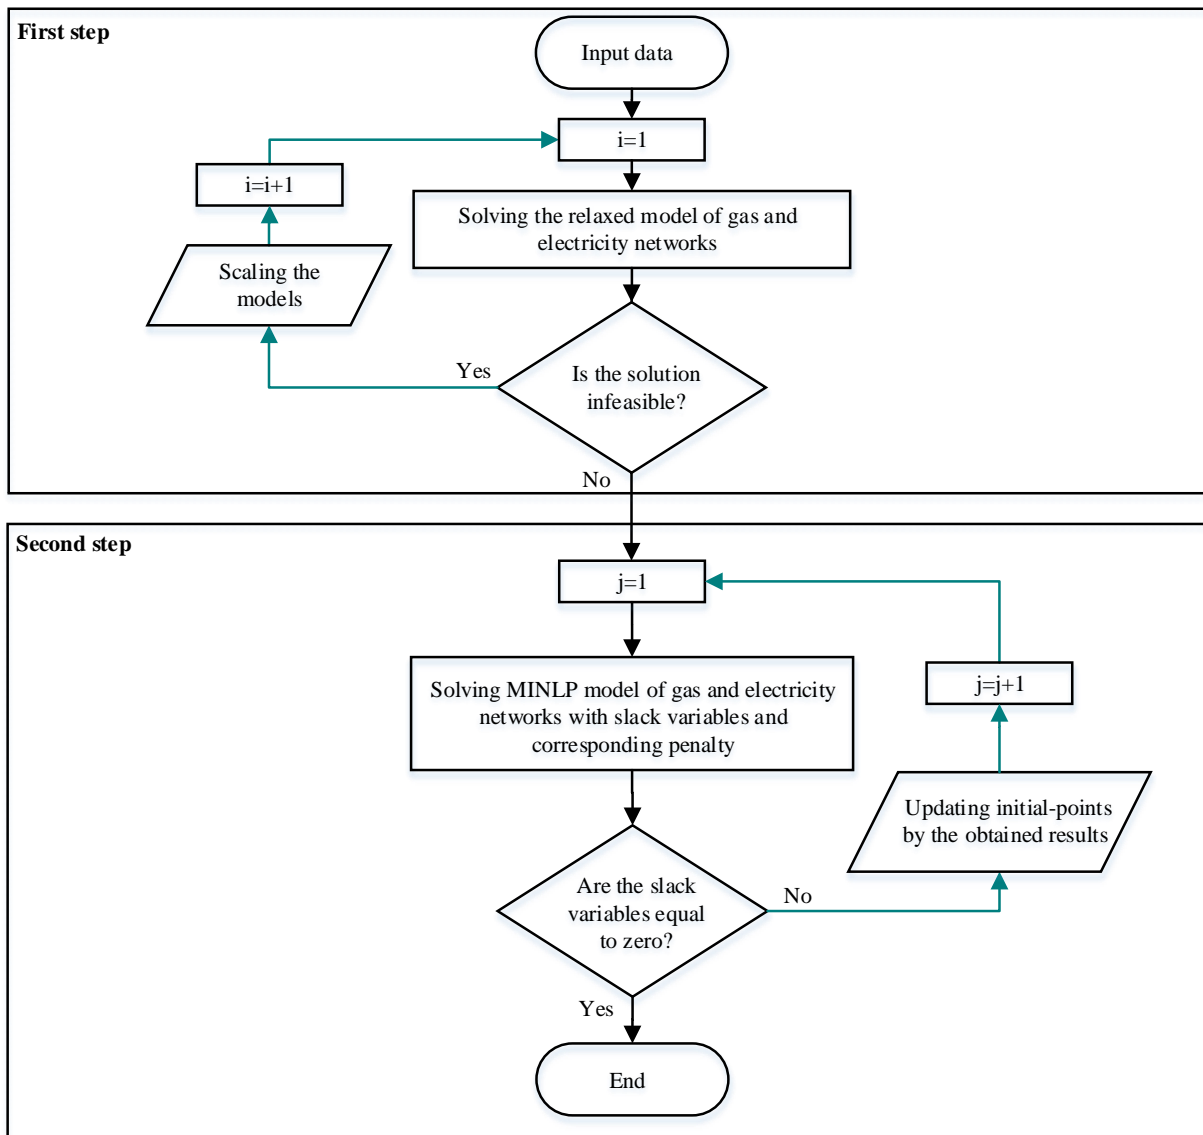 First step
Input data
i=1
i=i+1
Solving the relaxed model of gas and
electricity networks
Scaling the
models
Yes
Is the solution
infeasible?
No
Second step
j=1
j=j+1
Solving MINLP model of gas and electricity
networks with slack variables and
corresponding penalty
Updating initial-points
by the obtained results
Are the slack
variables equal
to zero?
No
Yes
End